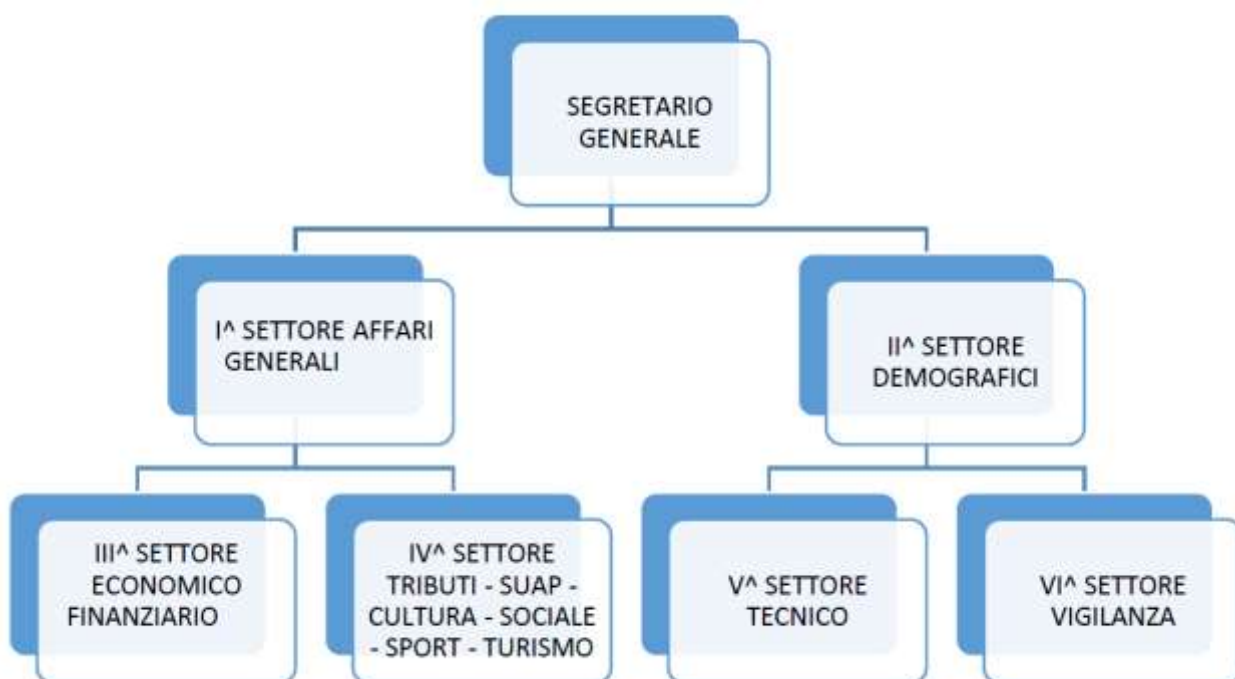 SEGRETARIO
GENERALE
I^ SETTORE AFFARI
GENERALI
II^ SETTORE
DEMOGRAFICI
III^ SETTORE
ECONOMICO
FINANZIARIO
IV^ SETTORE
TRIBUTI - SUAP -
CULTURA - SOCIALE
- SPORT - TURISMO
V^ SETTORE
TECNICO
VI^ SETTORE
VIGILANZA